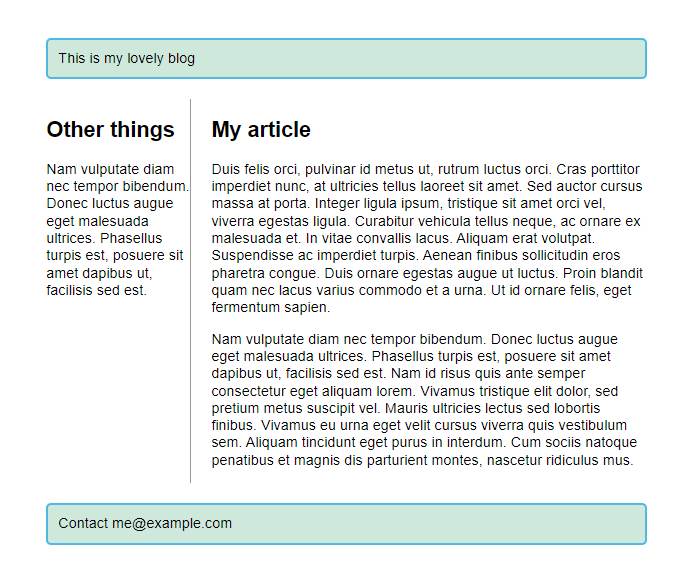 This is my lovely blog
Other things
Nam vulputate diam
nec tempor bibendum.
Donec luctus augue
eget malesuada
ultrices. Phasellus
turpis est, posuere sit
amet dapibus ut,
facilisis sed est.
My article
Duis felis orci, pulvinar id metus ut, rutrum luctus orci. Cras porttitor
imperdiet nunc, at ultricies tellus laoreet sit amet. Sed auctor cursus
massa at porta. Integer ligula ipsum, tristique sit amet orci vel,
viverra egestas ligula. Curabitur vehicula tellus neque, ac ornare ex
malesuada et. In vitae convallis lacus. Aliquam erat volutpat.
Suspendisse ac imperdiet turpis. Aenean finibus sollicitudin eros
pharetra congue. Duis ornare egestas augue ut luctus. Proin blandit
quam nec lacus varius commodo et a urna. Ut id ornare felis, eget
fermentum sapien.
Nam vulputate diam nec tempor bibendum. Donec luctus augue
eget malesuada ultrices. Phasellus turpis est, posuere sit amet
dapibus ut, facilisis sed est. Nam id risus quis ante semper
consectetur eget aliquam lorem. Vivamus tristique elit dolor, sed
pretium metus suscipit vel. Mauris ultricies lectus sed lobortis
finibus. Vivamus eu urna eget velit cursus viverra quis vestibulum
sem. Aliquam tincidunt eget purus in interdum. Cum sociis natoque
penatibus et magnis dis parturient montes, nascetur ridiculus mus.
Contact me@example.com